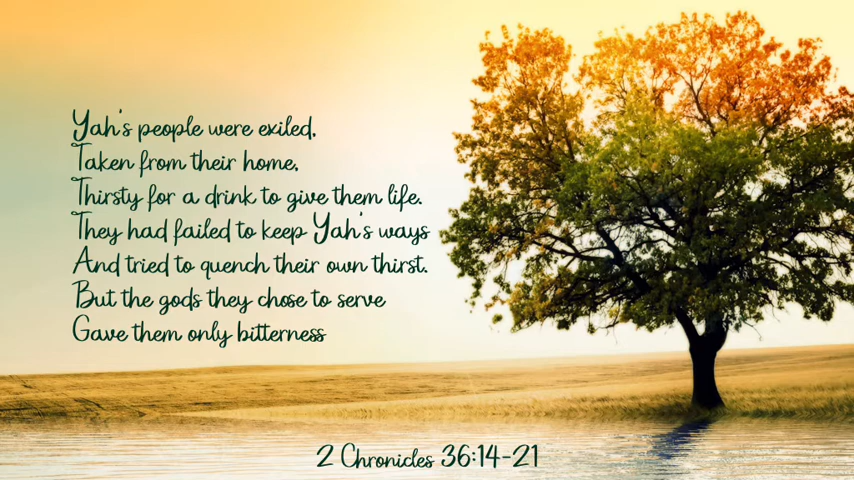 Yah's people were exiled,
Taken from their home,
Thirsty for a drink to give them life.
They had failed to keep Yah's ways
And tried to quench their own thirst.
But the gods they chose to serve
Gave them only bitterness
2 Chronicles 36:14-21